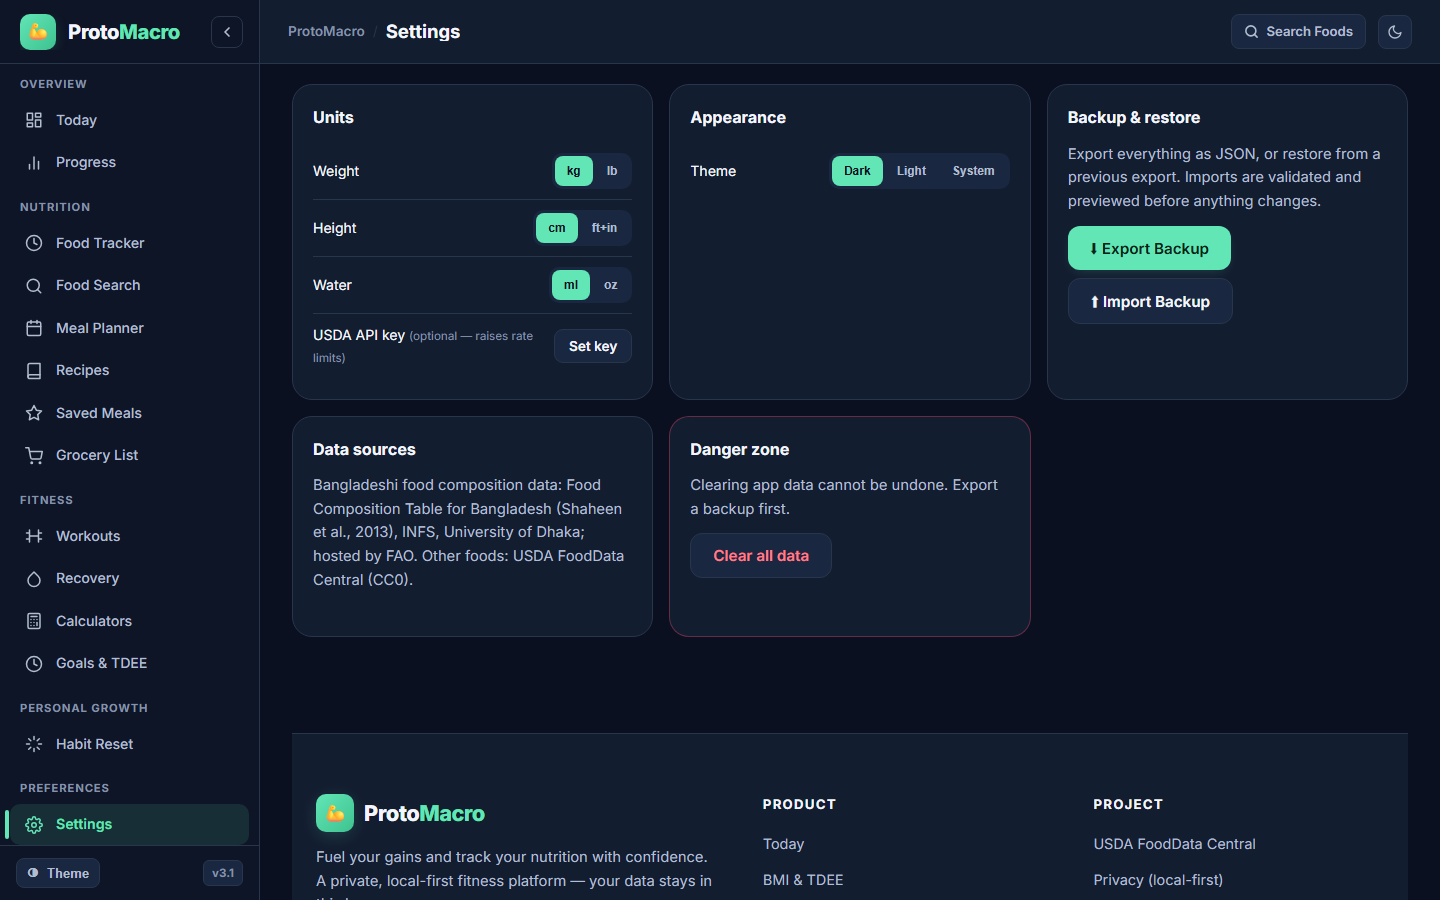 ProtoMacro
OVERVIEW
Today
Progress
NUTRITION
Food Tracker
Food Search
Meal Planner
Recipes
Saved Meals
Grocery List
FITNESS
Workouts
Recovery
Calculators
Goals & TDEE
PERSONAL GROWTH
Habit Reset
PREFERENCES
Settings
Theme
v3.1
ProtoMacro / Settings
Search Foods
Units
Weight
kg lb
Height
cm ft+in
Water
ml oz
USDA API key (optional — raises rate
limits)
Set key
Appearance
Theme
Dark Light System
Backup & restore
Export everything as JSON, or restore from a
previous export. Imports are validated and
previewed before anything changes.
⬇ Export Backup
⬆ Import Backup
Data sources
Bangladeshi food composition data: Food
Composition Table for Bangladesh (Shaheen
et al., 2013), INFS, University of Dhaka;
hosted by FAO. Other foods: USDA FoodData
Central (CC0).
Danger zone
Clearing app data cannot be undone. Export
a backup first.
Clear all data
ProtoMacro
Fuel your gains and track your nutrition with confidence.
A private, local-first fitness platform — your data stays in
PRODUCT
Today
BMI & TDEE
PROJECT
USDA FoodData Central
Privacy (local-first)